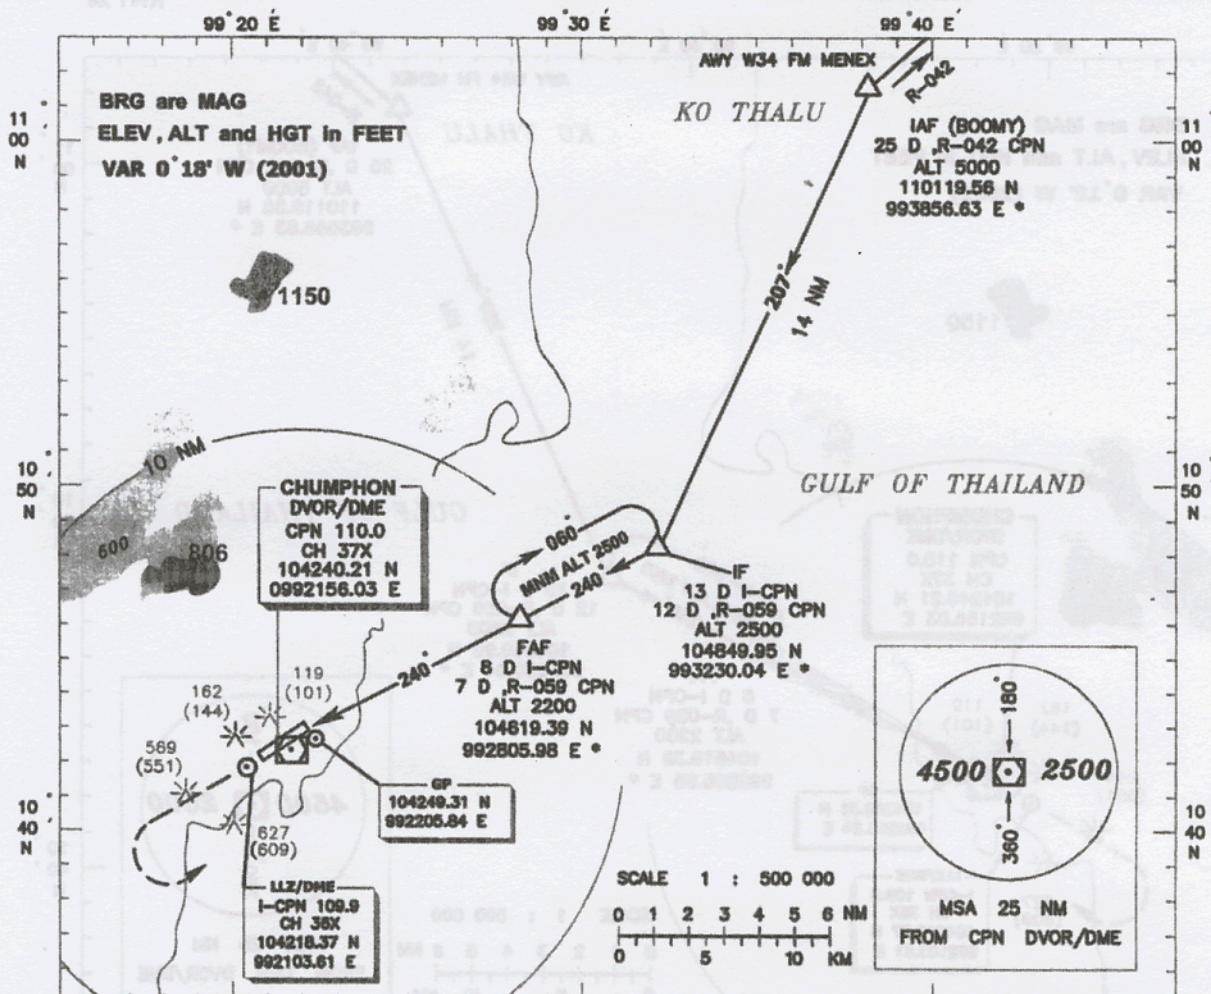 99° 20' E
99° 30' E
99° 40' E
AWY W34 FM MENEX
R-042
BRG are MAG
ELEV, ALT and HGT in FEET
VAR 0° 18' W (2001)
11° 00' N
11° 00' N
KO THALU
IAF (BOOMY)
25 D ,R-042 CPN
ALT 5000
110119.56 N
993856.63 E *
1150
207°
14 NM
10 NM
10° 50' N
10° 50' N
GULF OF THAILAND
CHUMPHON
DVOR/DME
CPN 110.0
CH 37X
104240.21 N
0992156.03 E
600
806
060°
MNM ALT 2500
240°
IF
13 D I-CPN
12 D ,R-059 CPN
ALT 2500
104849.95 N
993230.04 E *
FAF
8 D I-CPN
7 D ,R-059 CPN
ALT 2200
104619.39 N
992805.98 E *
240°
119
(101)
162
(144)
569
(551)
627
(609)
GP
104249.31 N
992205.84 E
10° 40' N
10° 40' N
LLZ/DME
I-CPN 109.9
CH 36X
104218.37 N
992103.61 E
SCALE 1 : 500 000
0 1 2 3 4 5 6 NM
0 5 10 KM
180°
4500 2500
360°
MSA 25 NM
FROM CPN DVOR/DME